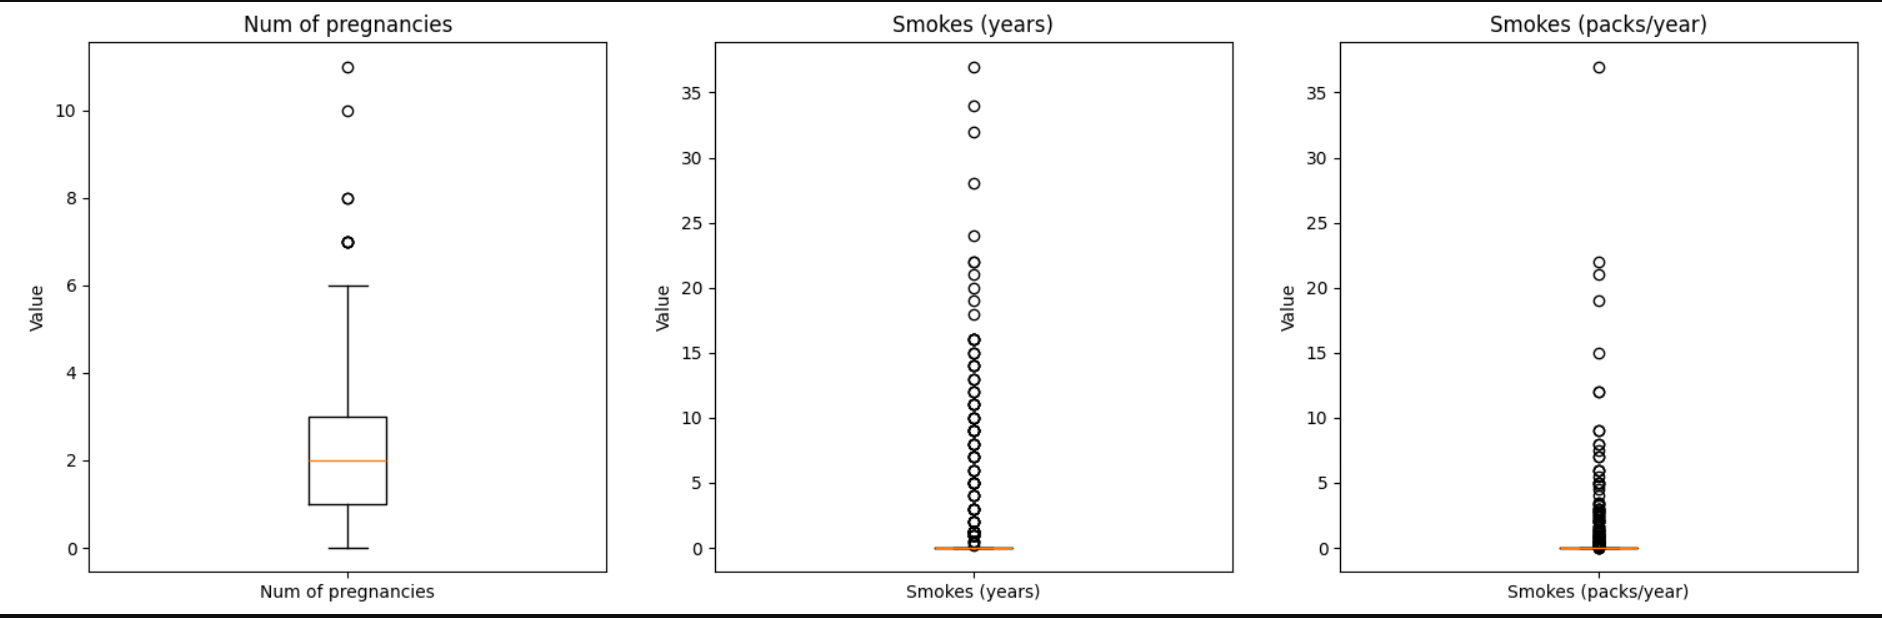 Num of pregnancies
10
8
6
4
2
0
Value
Num of pregnancies
Smokes (years)
35
30
25
20
15
10
5
0
Value
Smokes (years)
Smokes (packs/year)
35
30
25
20
15
10
5
0
Value
Smokes (packs/year)